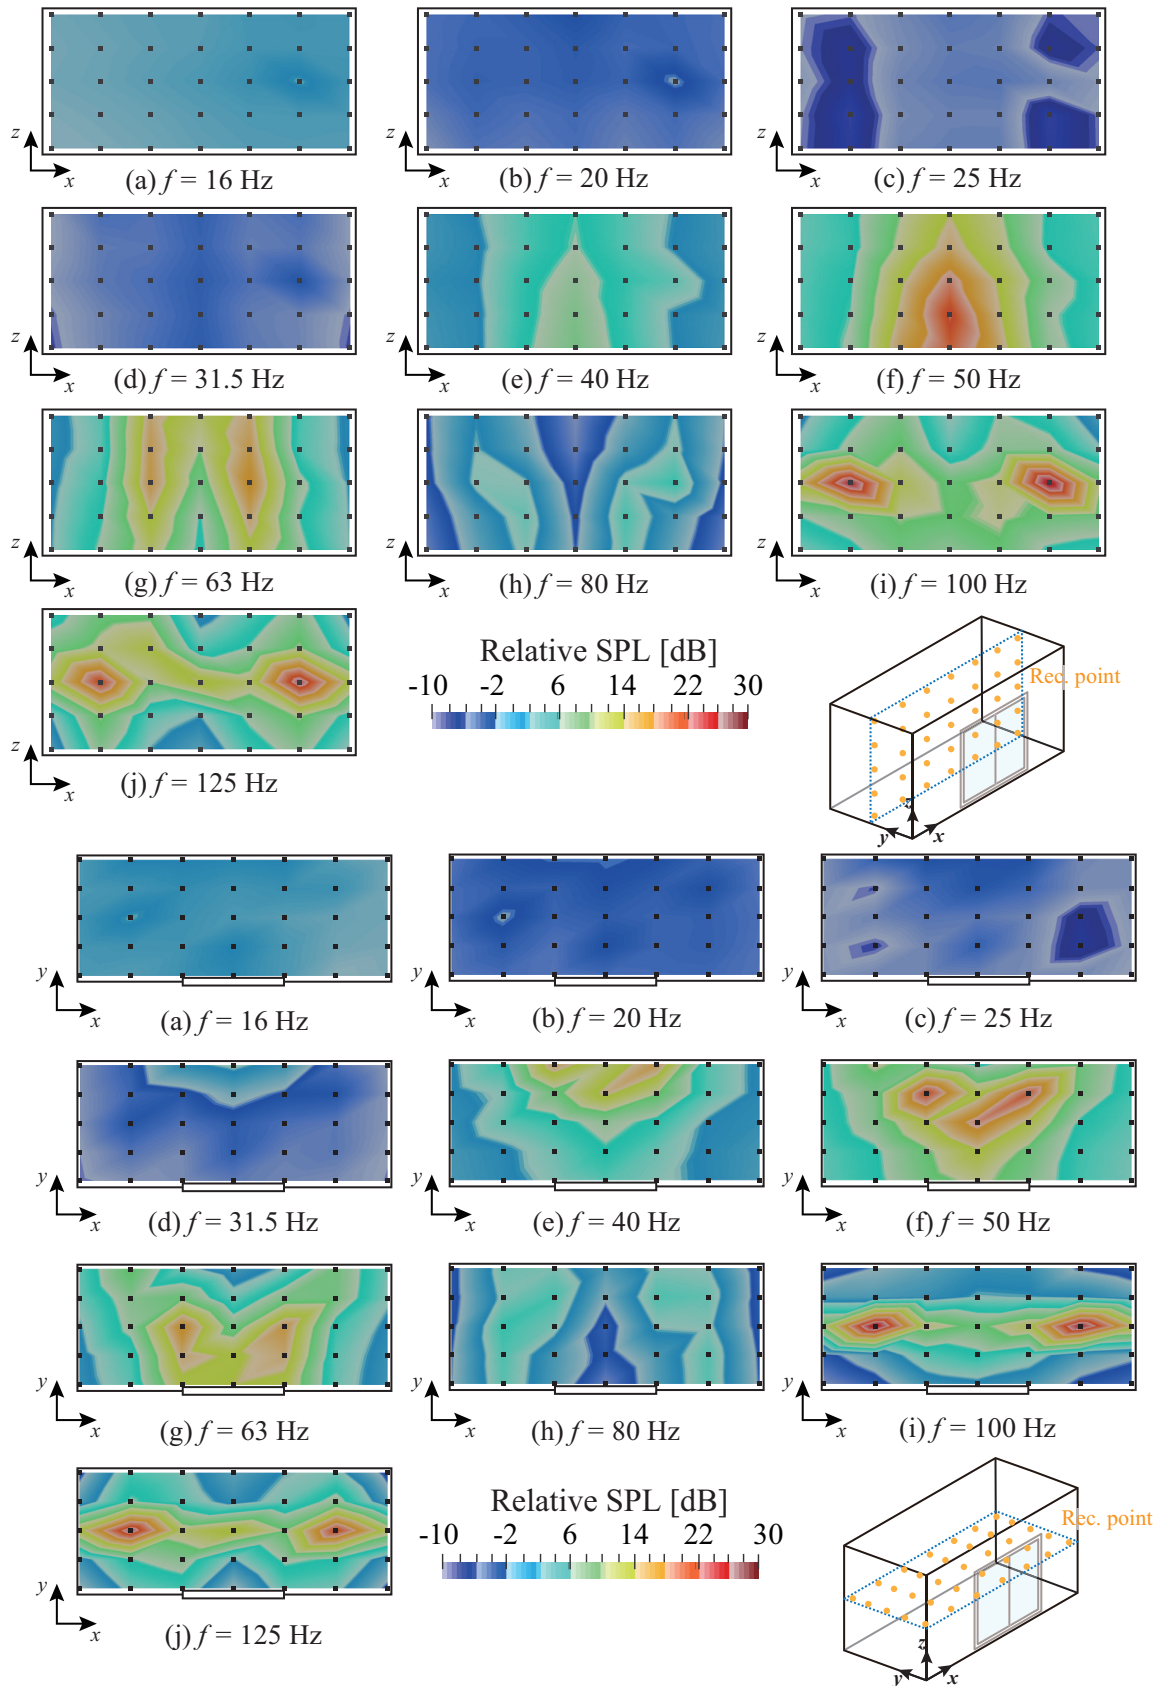 z
x
(a) f = 16 Hz
z
x
(b) f = 20 Hz
z
x
(c) f = 25 Hz
z
x
(d) f = 31.5 Hz
z
x
(e) f = 40 Hz
z
x
(f) f = 50 Hz
z
x
(g) f = 63 Hz
z
x
(h) f = 80 Hz
z
x
(i) f = 100 Hz
z
x
(j) f = 125 Hz
Relative SPL [dB]
-10 -2 6 14 22 30
Rec. point
z
y
x
y
x
(a) f = 16 Hz
y
x
(b) f = 20 Hz
y
x
(c) f = 25 Hz
y
x
(d) f = 31.5 Hz
y
x
(e) f = 40 Hz
y
x
(f) f = 50 Hz
y
x
(g) f = 63 Hz
y
x
(h) f = 80 Hz
y
x
(i) f = 100 Hz
y
x
(j) f = 125 Hz
Relative SPL [dB]
-10 -2 6 14 22 30
Rec. point
z
y
x